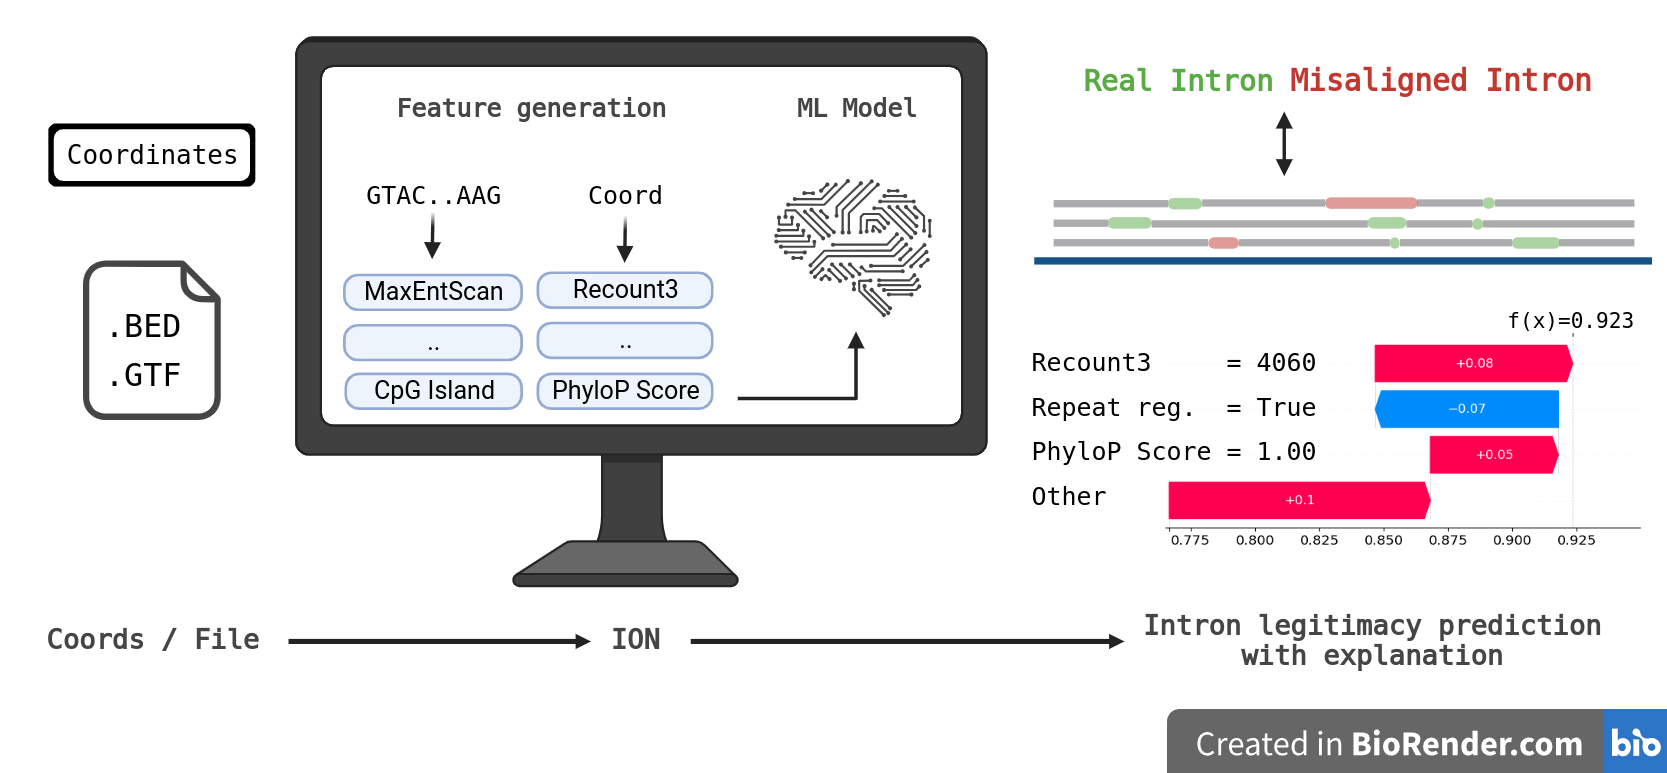 Coordinates
.BED
.GTF
Feature generation
ML Model
GTAC..AAG
Coord
MaxEntScan
Recount3
..
..
CpG Island
PhyloP Score
Real Intron Misaligned Intron
f(x)=0.923
Recount3 = 4060
+0.08
Repeat reg. = True
−0.07
PhyloP Score = 1.00
+0.05
Other
+0.1
0.775 0.800 0.825 0.850 0.875 0.900 0.925
Coords / File
ION
Intron legitimacy prediction
with explanation
Created in BioRender.com
bio